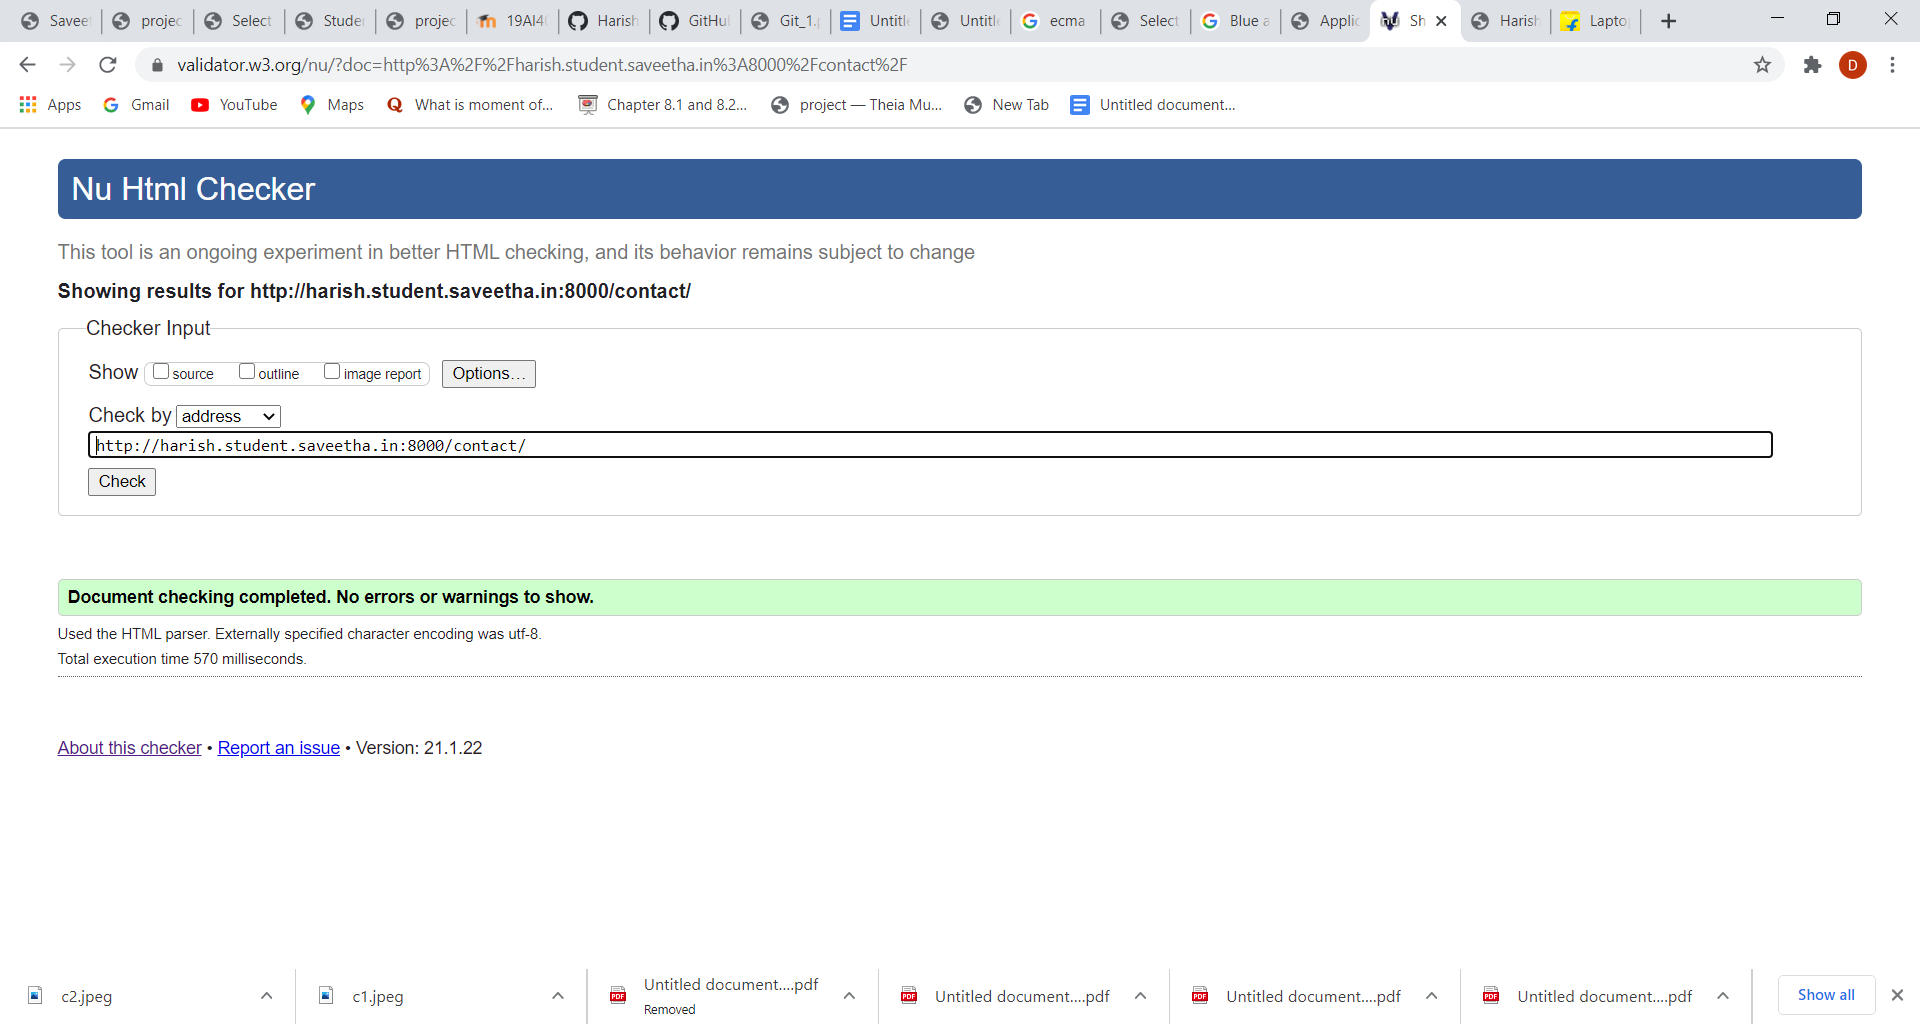 Saveet
projec
Select
Studer
projec
19AI40
Harish
GitHub
Git_1.p
Untitle
Untitle
ecma
Select
Blue a
Applic
Sh
Harish
Lapto
validator.w3.org/nu/?doc=http%3A%2F%2Fharish.student.saveetha.in%3A8000%2Fcontact%2F
D
Apps
Gmail
YouTube
Maps
What is moment of...
Chapter 8.1 and 8.2...
project — Theia Mu...
New Tab
Untitled document...
Nu Html Checker
This tool is an ongoing experiment in better HTML checking, and its behavior remains subject to change
Showing results for http://harish.student.saveetha.in:8000/contact/
Checker Input
Show source outline image report Options...
Check by address
http://harish.student.saveetha.in:8000/contact/
Check
Document checking completed. No errors or warnings to show.
Used the HTML parser. Externally specified character encoding was utf-8.
Total execution time 570 milliseconds.
About this checker • Report an issue • Version: 21.1.22
c2.jpeg
c1.jpeg
Untitled document....pdf
Removed
Untitled document....pdf
Untitled document....pdf
Untitled document....pdf
Show all